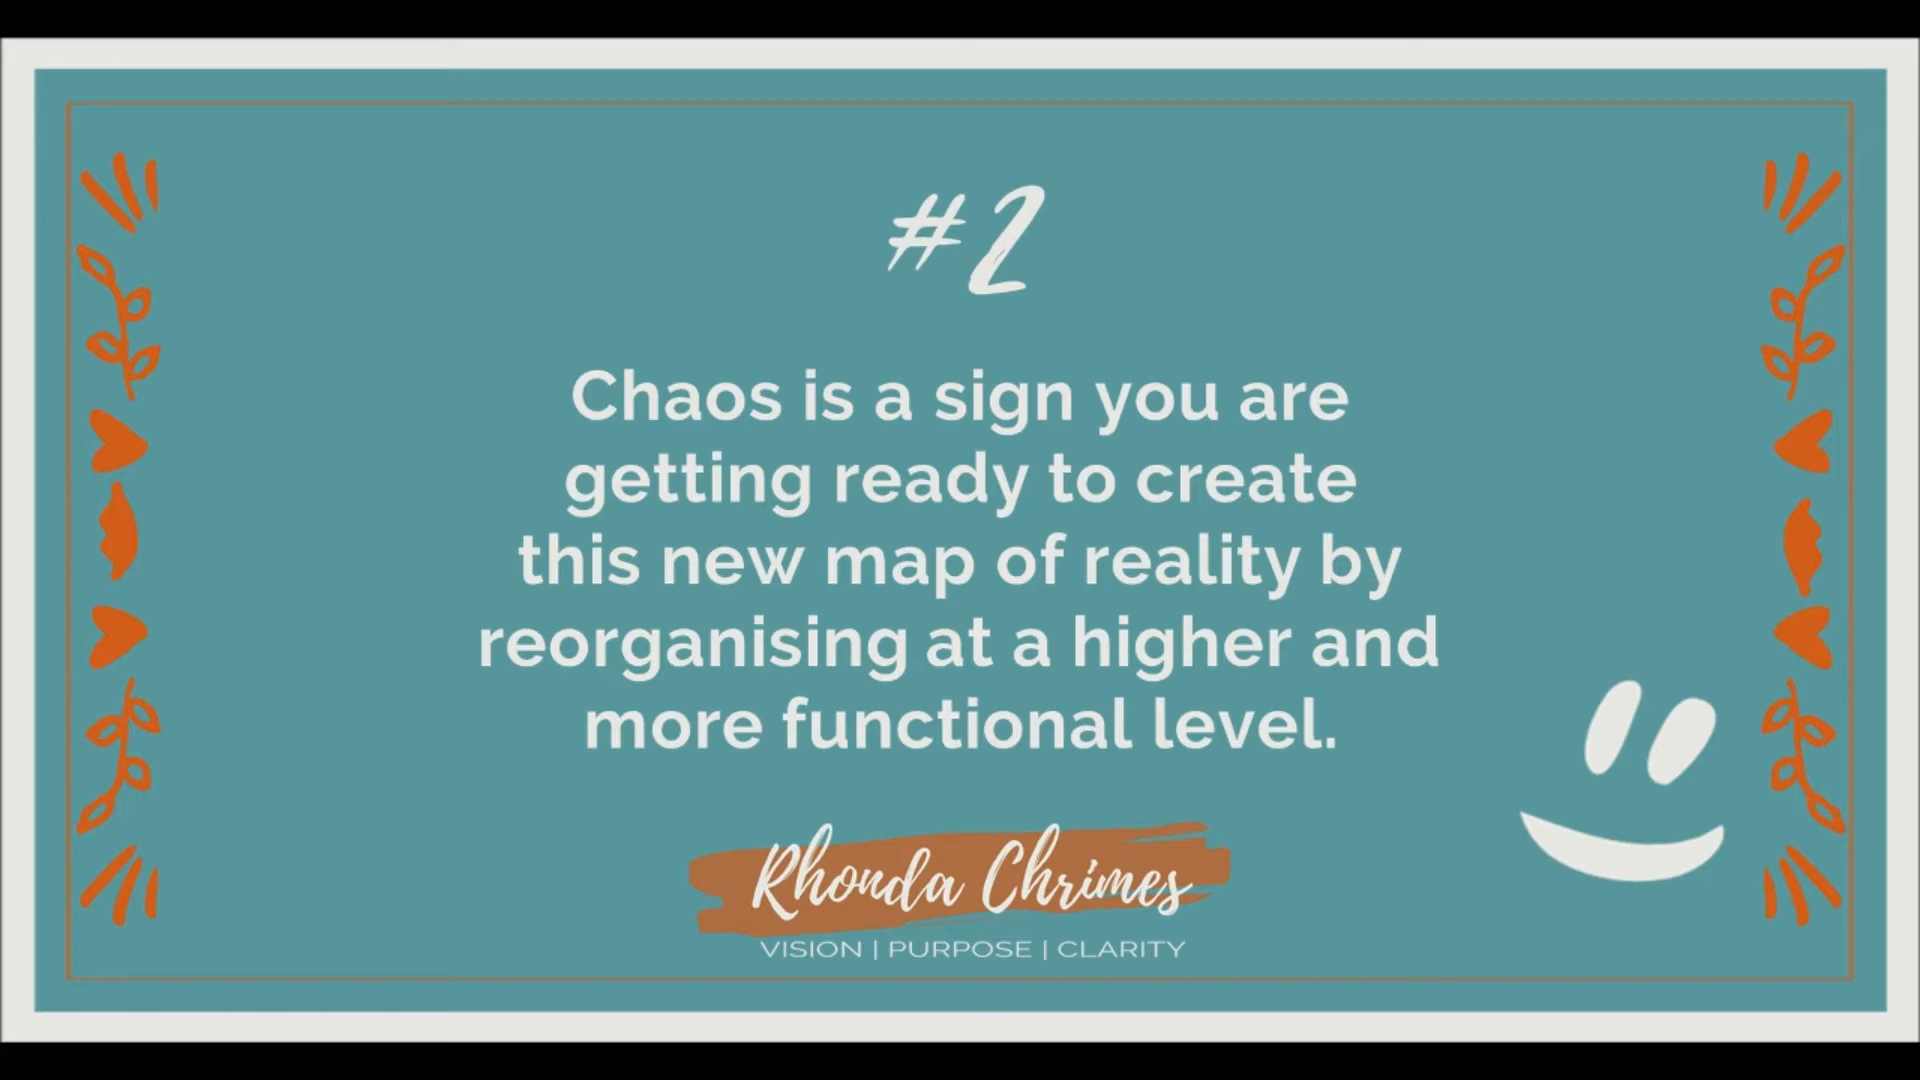 #2
Chaos is a sign you are
getting ready to create
this new map of reality by
reorganising at a higher and
more functional level.
Rhonda Chrimes
VISION | PURPOSE | CLARITY